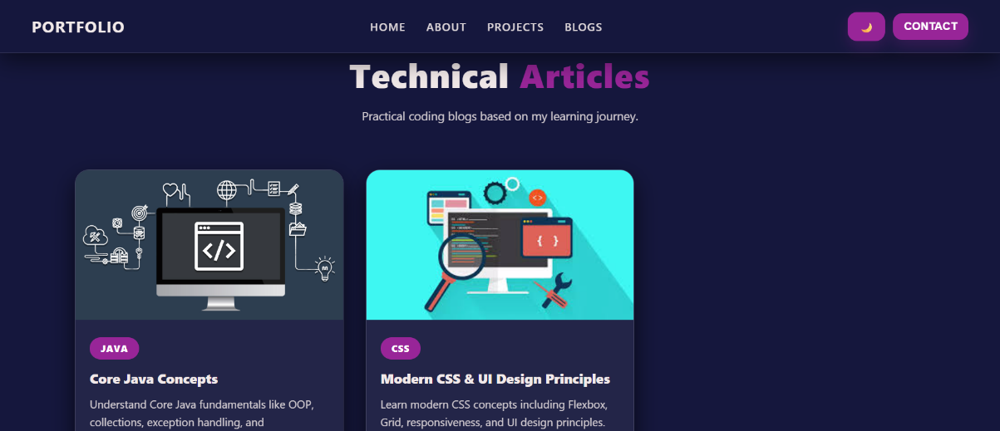 PORTFOLIO
HOME ABOUT PROJECTS BLOGS
CONTACT
Technical Articles
Practical coding blogs based on my learning journey.
JAVA
Core Java Concepts
Understand Core Java fundamentals like OOP,
collections, exception handling, and
CSS
Modern CSS & UI Design Principles
Learn modern CSS concepts including Flexbox,
Grid, responsiveness, and UI design principles.